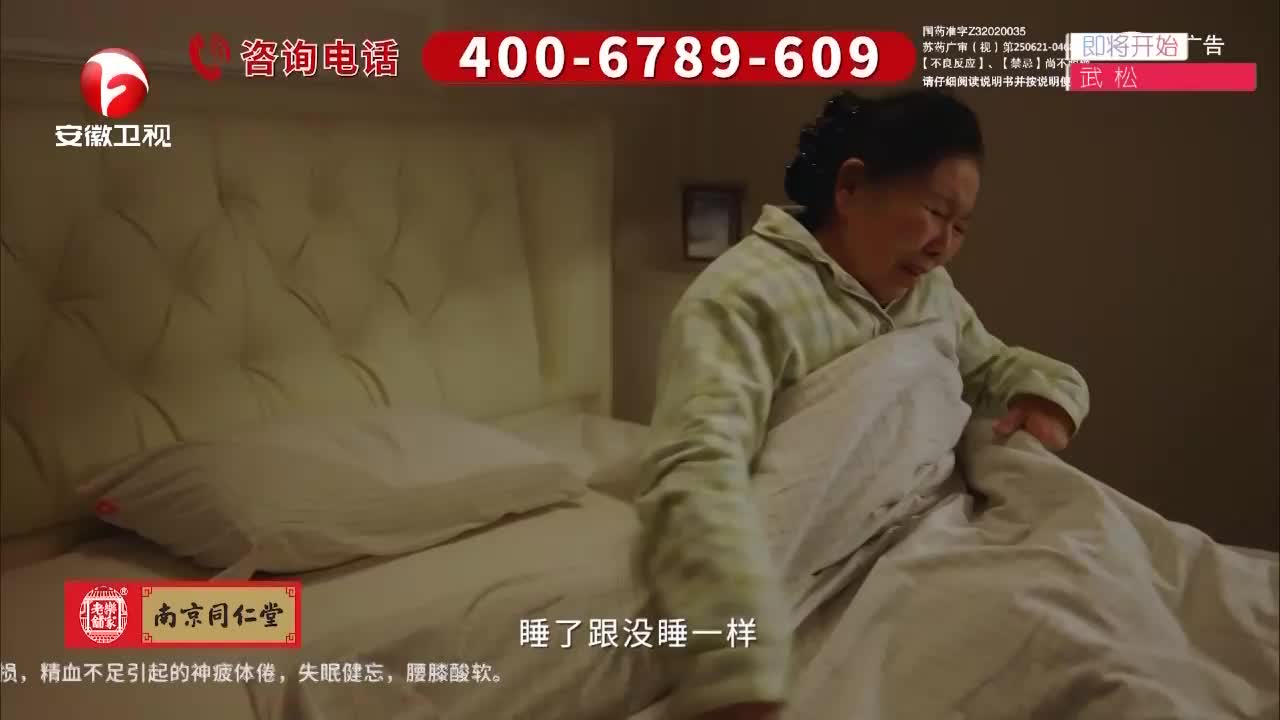 咨询电话 400-6789-609
国药准字Z32020035
苏药广审（视）第250621-046
【不良反应】、【禁忌】尚不明
请仔细阅读说明书并按说明使
即将开始
广告
武松
安徽卫视
老樂舖家®
南京同仁堂
睡了跟没睡一样
损，精血不足引起的神疲体倦，失眠健忘，腰膝酸软。